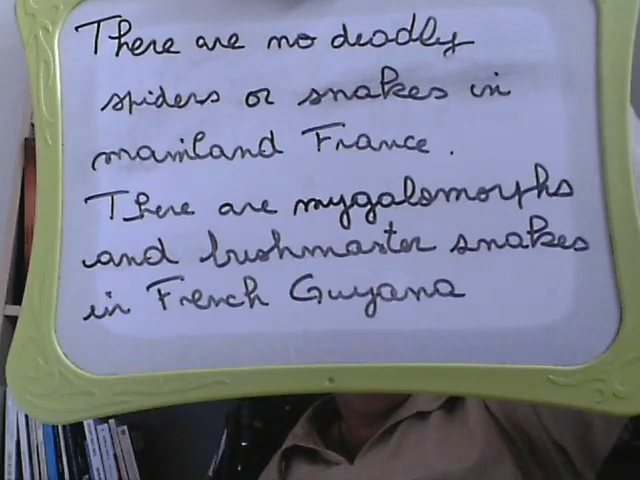 There are no deadly
spiders or snakes in
mainland France.
There are mygalomorphs
and bushmaster snakes
in French Guyana